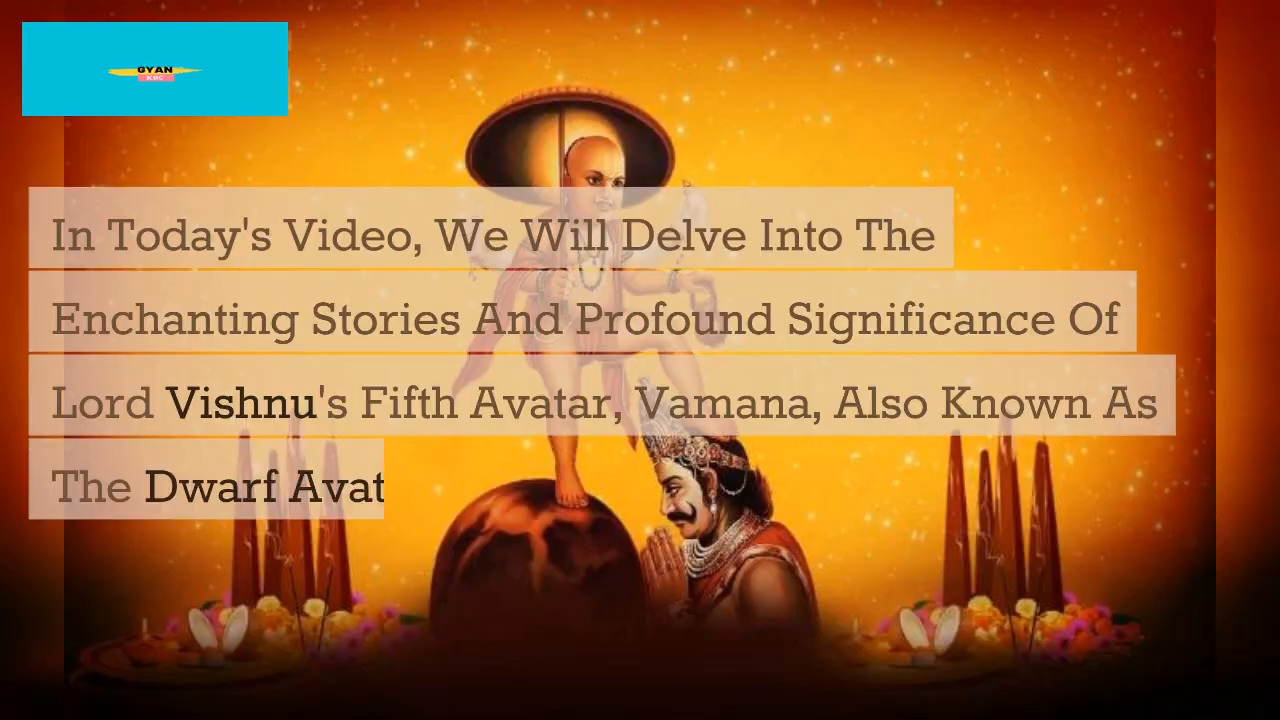 GYAN
KBC
In Today's Video, We Will Delve Into The
Enchanting Stories And Profound Significance Of
Lord Vishnu's Fifth Avatar, Vamana, Also Known As
The Dwarf Avat